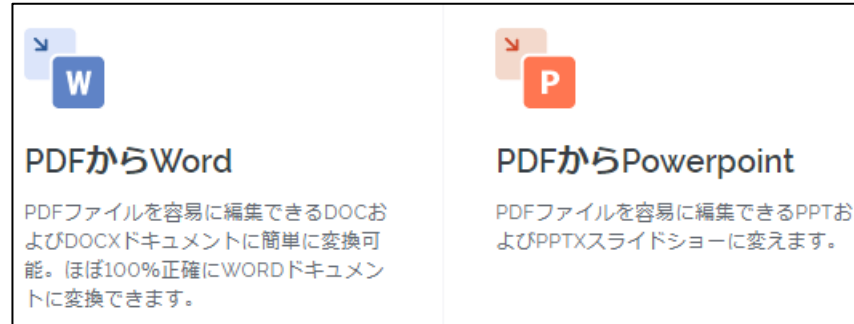 W
PDFからWord
PDFファイルを容易に編集できるDOCお
よびDOCXドキュメントに簡単に変換可
能。ほぼ100%正確にWORDドキュメン
トに変換できます。
P
PDFからPowerpoint
PDFファイルを容易に編集できるPPTお
よびPPTXスライドショーに変えます。